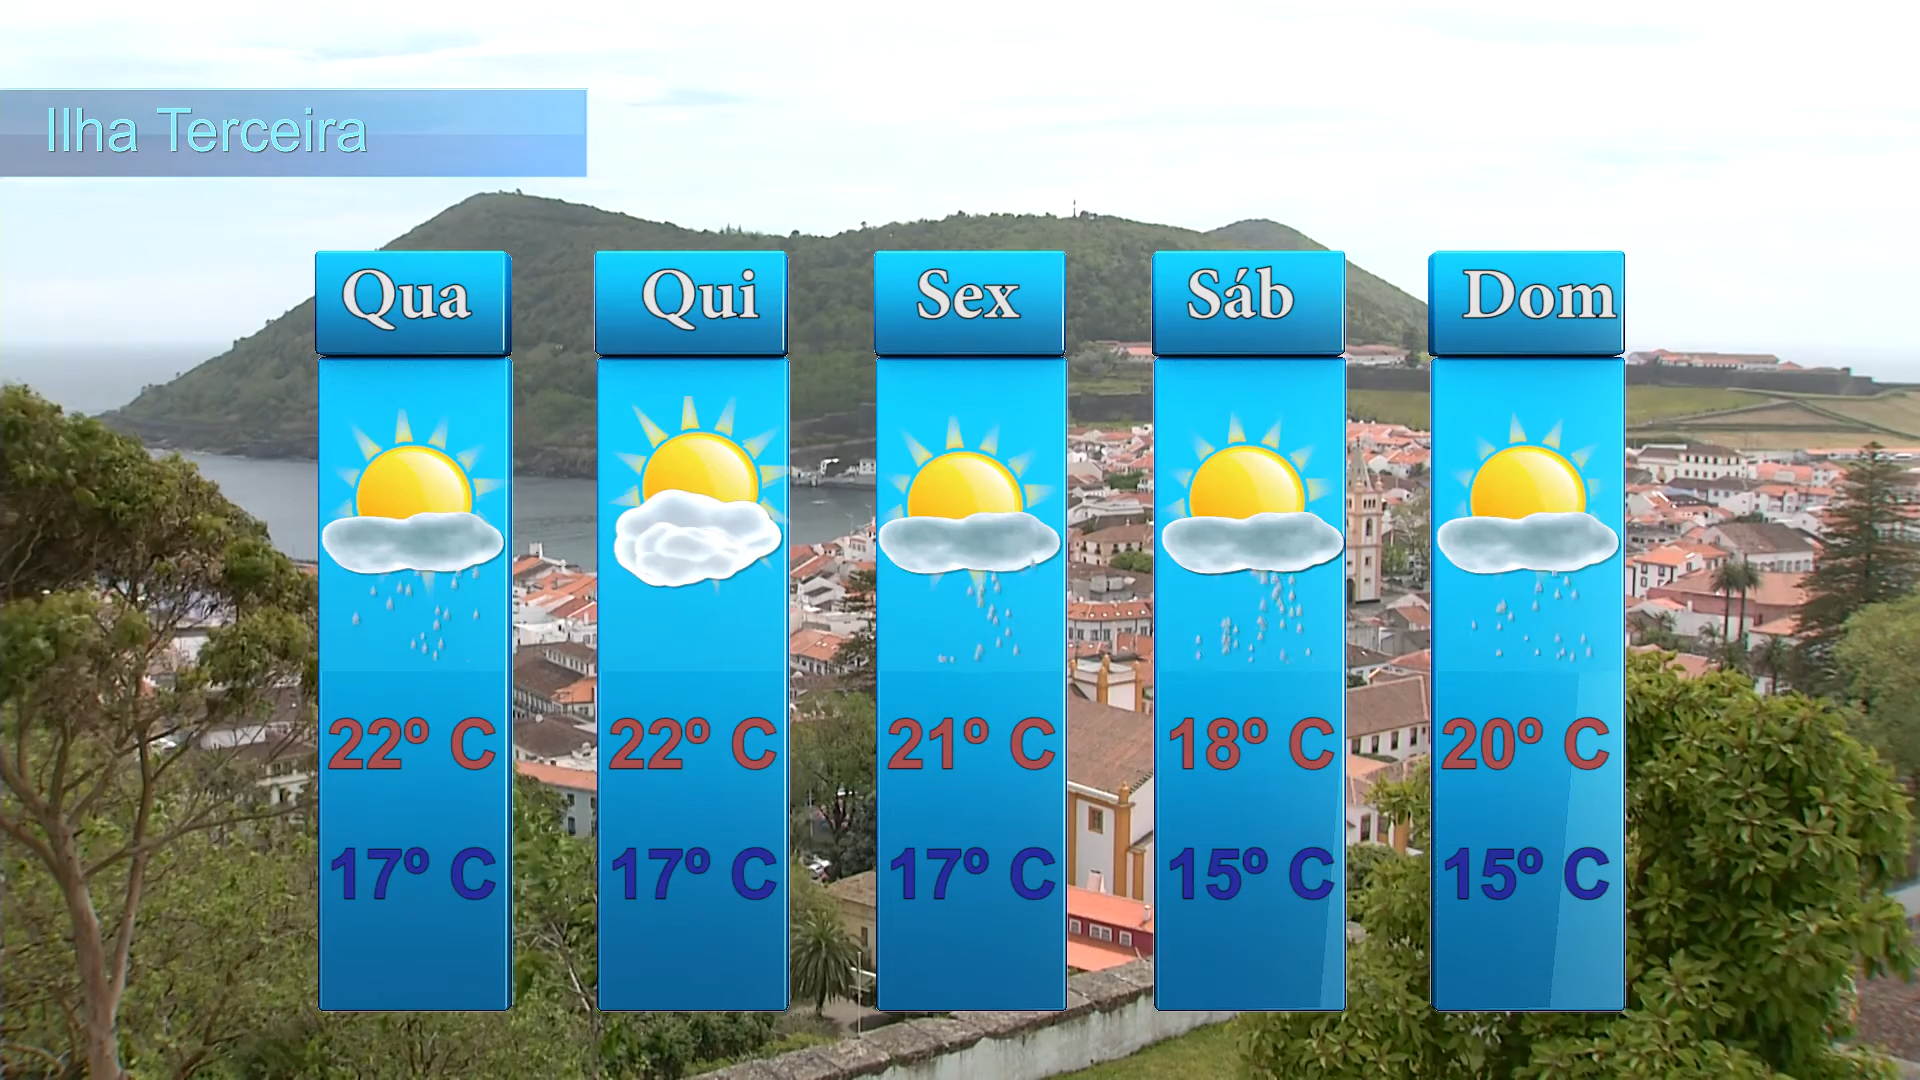 Ilha Terceira
Qua Qui Sex Sáb Dom
22º C 22º C 21º C 18º C 20º C
17º C 17º C 17º C 15º C 15º C